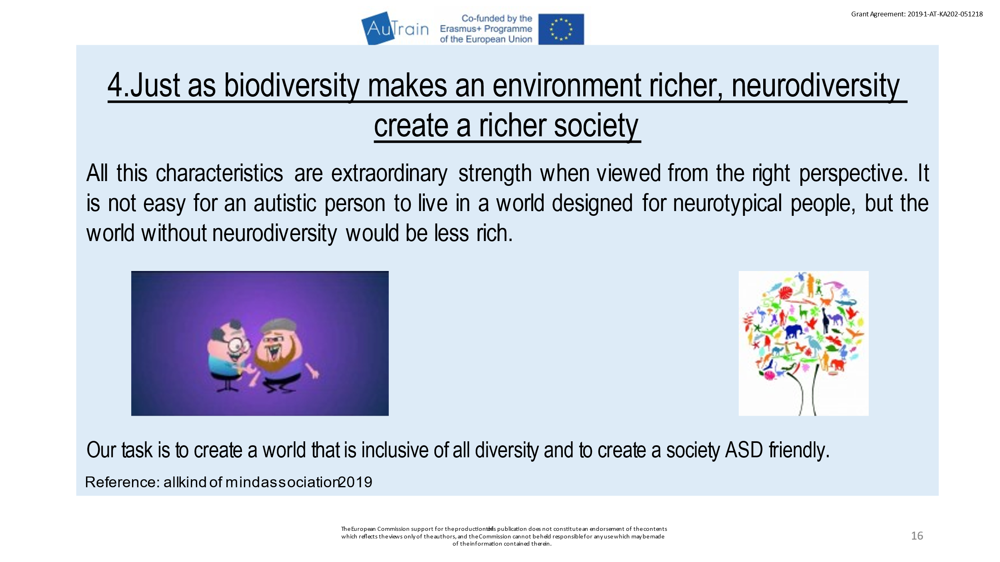 AuTrain
Co-funded by the
Erasmus+ Programme
of the European Union
Grant Agreement: 2019-1-AT-KA202-051218
4.Just as biodiversity makes an environment richer, neurodiversity
create a richer society
All this characteristics are extraordinary strength when viewed from the right perspective. It
is not easy for an autistic person to live in a world designed for neurotypical people, but the
world without neurodiversity would be less rich.
Our task is to create a world that is inclusive of all diversity and to create a society ASD friendly.
Reference: allkind of mind association 2019
The European Commission support for the production of this publication does not constitute an endorsement of the contents
which reflects the views only of the authors, and the Commission cannot be held responsible for any use which may be made
of the information contained therein.
16